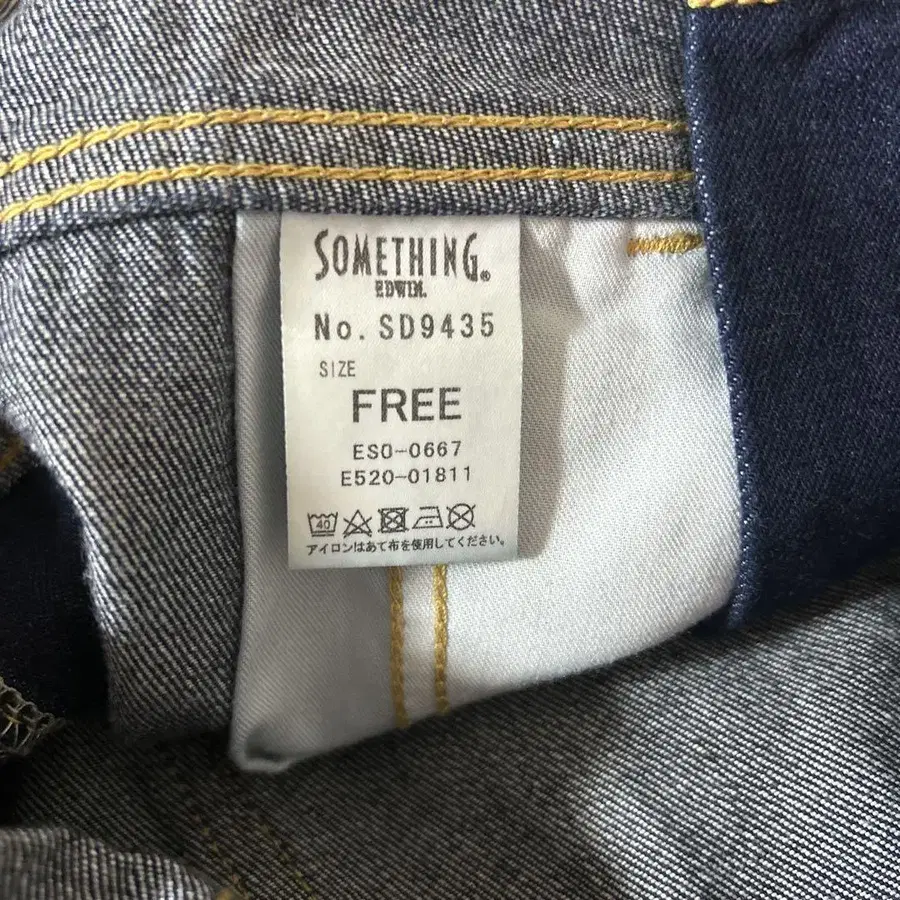 SOMETHING®
EDWIN.
No. SD9435
SIZE
FREE
ES0-0667
E520-01811
40
アイロンはあて布を使用してください。